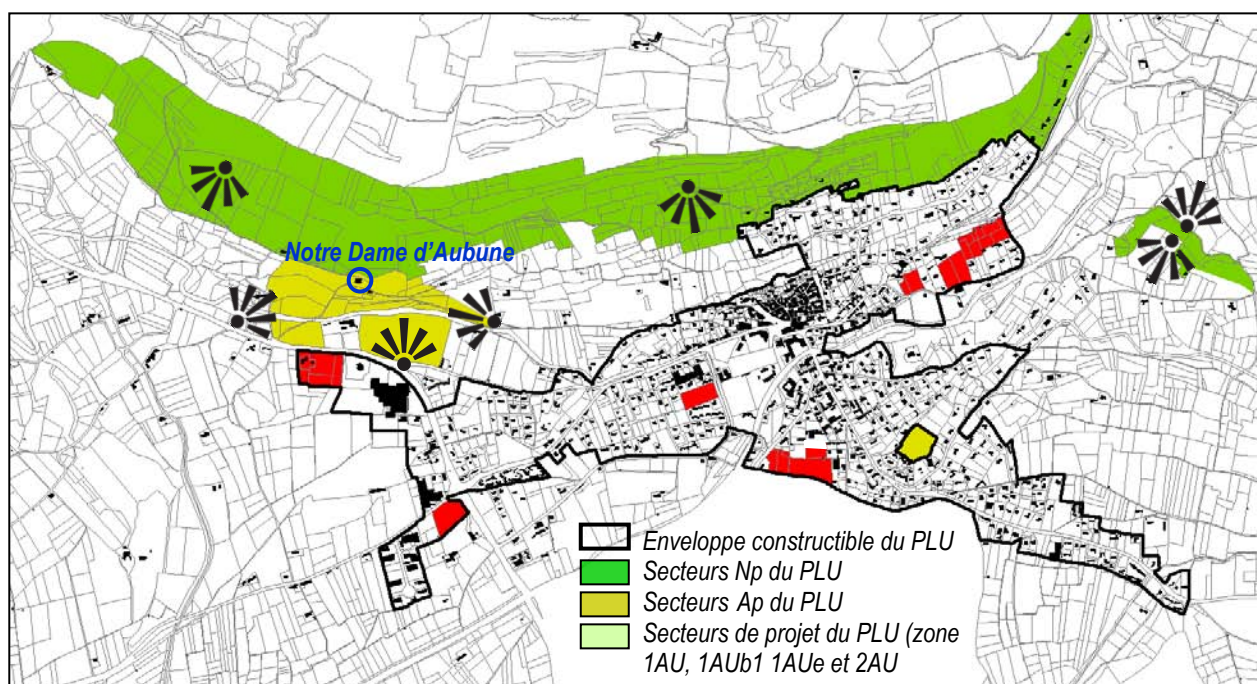 Notre Dame d'Aubune
Enveloppe constructible du PLU
Secteurs Np du PLU
Secteurs Ap du PLU
Secteurs de projet du PLU (zone
1AU, 1AUb1 1AUe et 2AU